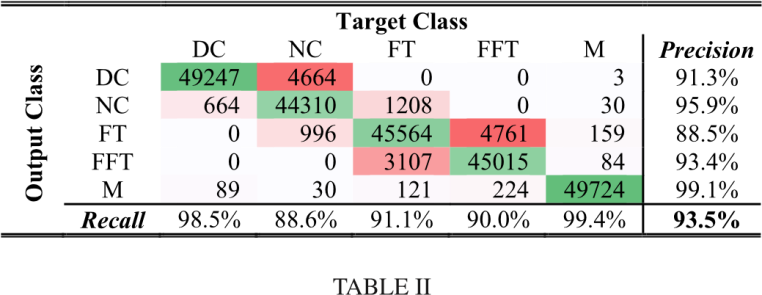 Target Class
DC NC FT FFT M Precision
DC 49247 4664 0 0 3 91.3%
NC 664 44310 1208 0 30 95.9%
FT 0 996 45564 4761 159 88.5%
FFT 0 0 3107 45015 84 93.4%
M 89 30 121 224 49724 99.1%
Recall 98.5% 88.6% 91.1% 90.0% 99.4% 93.5%
Output Class
TABLE II